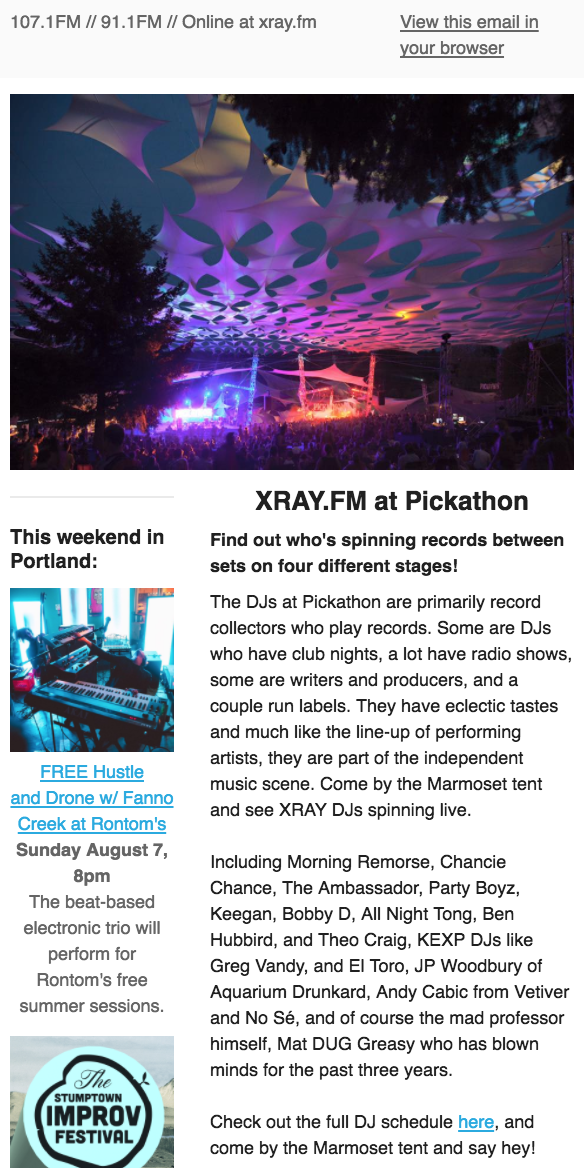 107.1FM // 91.1FM // Online at xray.fm
View this email in
your browser
This weekend in
Portland:
FREE Hustle
and Drone w/ Fanno
Creek at Rontom's
Sunday August 7,
8pm
The beat-based
electronic trio will
perform for
Rontom's free
summer sessions.
The
STUMPTOWN
IMPROV
FESTIVAL
XRAY.FM at Pickathon
Find out who's spinning records between
sets on four different stages!
The DJs at Pickathon are primarily record
collectors who play records. Some are DJs
who have club nights, a lot have radio shows,
some are writers and producers, and a
couple run labels. They have eclectic tastes
and much like the line-up of performing
artists, they are part of the independent
music scene. Come by the Marmoset tent
and see XRAY DJs spinning live.
Including Morning Remorse, Chancie
Chance, The Ambassador, Party Boyz,
Keegan, Bobby D, All Night Tong, Ben
Hubbird, and Theo Craig, KEXP DJs like
Greg Vandy, and El Toro, JP Woodbury of
Aquarium Drunkard, Andy Cabic from Vetiver
and No Sé, and of course the mad professor
himself, Mat DUG Greasy who has blown
minds for the past three years.
Check out the full DJ schedule here, and
come by the Marmoset tent and say hey!